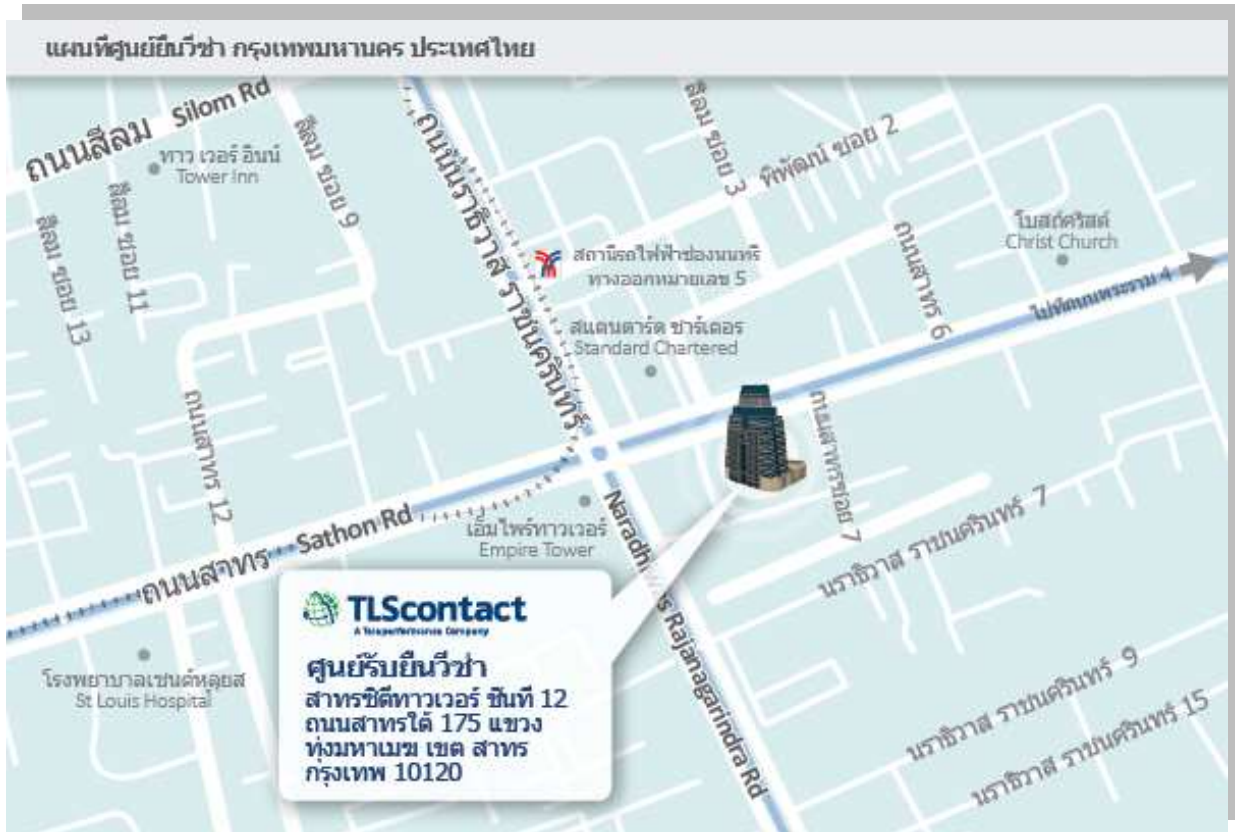 แผนที่ศูนย์ยื่นวีซ่า กรุงเทพมหานคร ประเทศไทย
ถนนสีลม Silom Rd
ทาว เวอร์ อินน์
Tower Inn
สีลม ซอย 9
สีลม ซอย 11
สีลม ซอย 13
ถนนนราธิวาส ราชนครินทร์
สีลม ซอย 3
พิพัฒน์ ซอย 2
โบสถ์คริสต์
Christ Church
สถานีรถไฟฟ้าช่องนนทรี
ทางออกหมายเลข 5
ถนนสาทร 6
ไปที่ถนนพระราม 4
สแตนดาร์ด ชาร์เตอร์
Standard Chartered
ถนนสาทร 12
ถนนสาทรซอย 7
เอ็มไพร์ทาวเวอร์
Empire Tower
ถนนสาทร Sathon Rd
Naradhiwas Rajanagarindra Rd
นราธิวาส ราชนครินทร์ 7
นราธิวาส ราชนครินทร์ 9
นราธิวาส ราชนครินทร์ 15
โรงพยาบาลเซนต์หลุยส
St Louis Hospital
TLScontact
A Teleperformance Company
ศูนย์รับยื่นวีซ่า
สาทรซิตีทาวเวอร์ ชั้นที่ 12
ถนนสาทรใต้ 175 แขวง
ทุ่งมหาเมฆ เขต สาทร
กรุงเทพ 10120